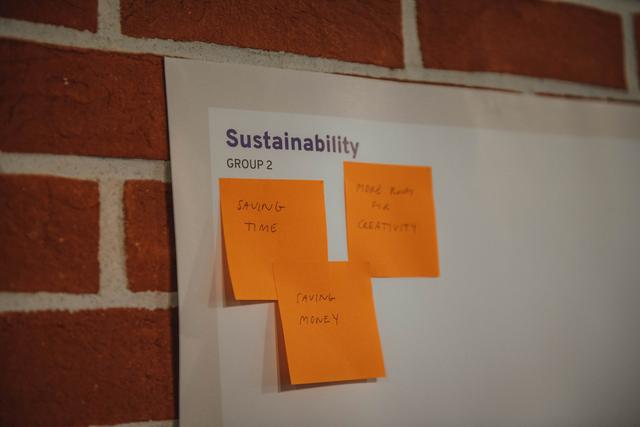 Sustainability
GROUP 2
SAVING
TIME
MORE ROOM
FOR
CREATIVITY
SAVING
MONEY